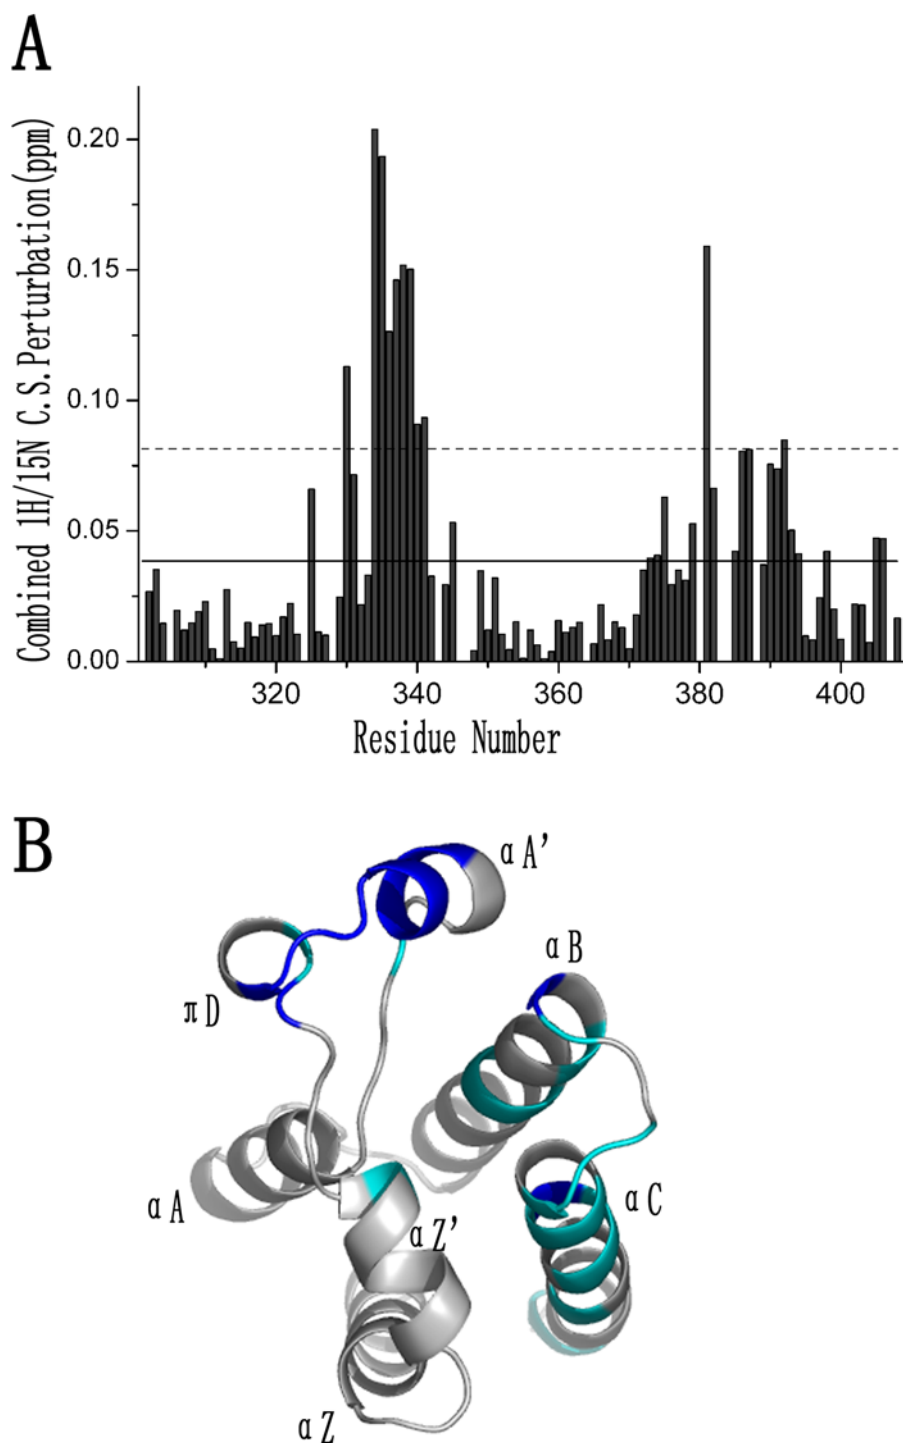 A
Combined 1H/15N C.S.Perturbation(ppm)
0.20
0.15
0.10
0.05
0.00
320
340
360
380
400
Residue Number
B
αA'
αB
πD
αA
αC
αZ'
αZ